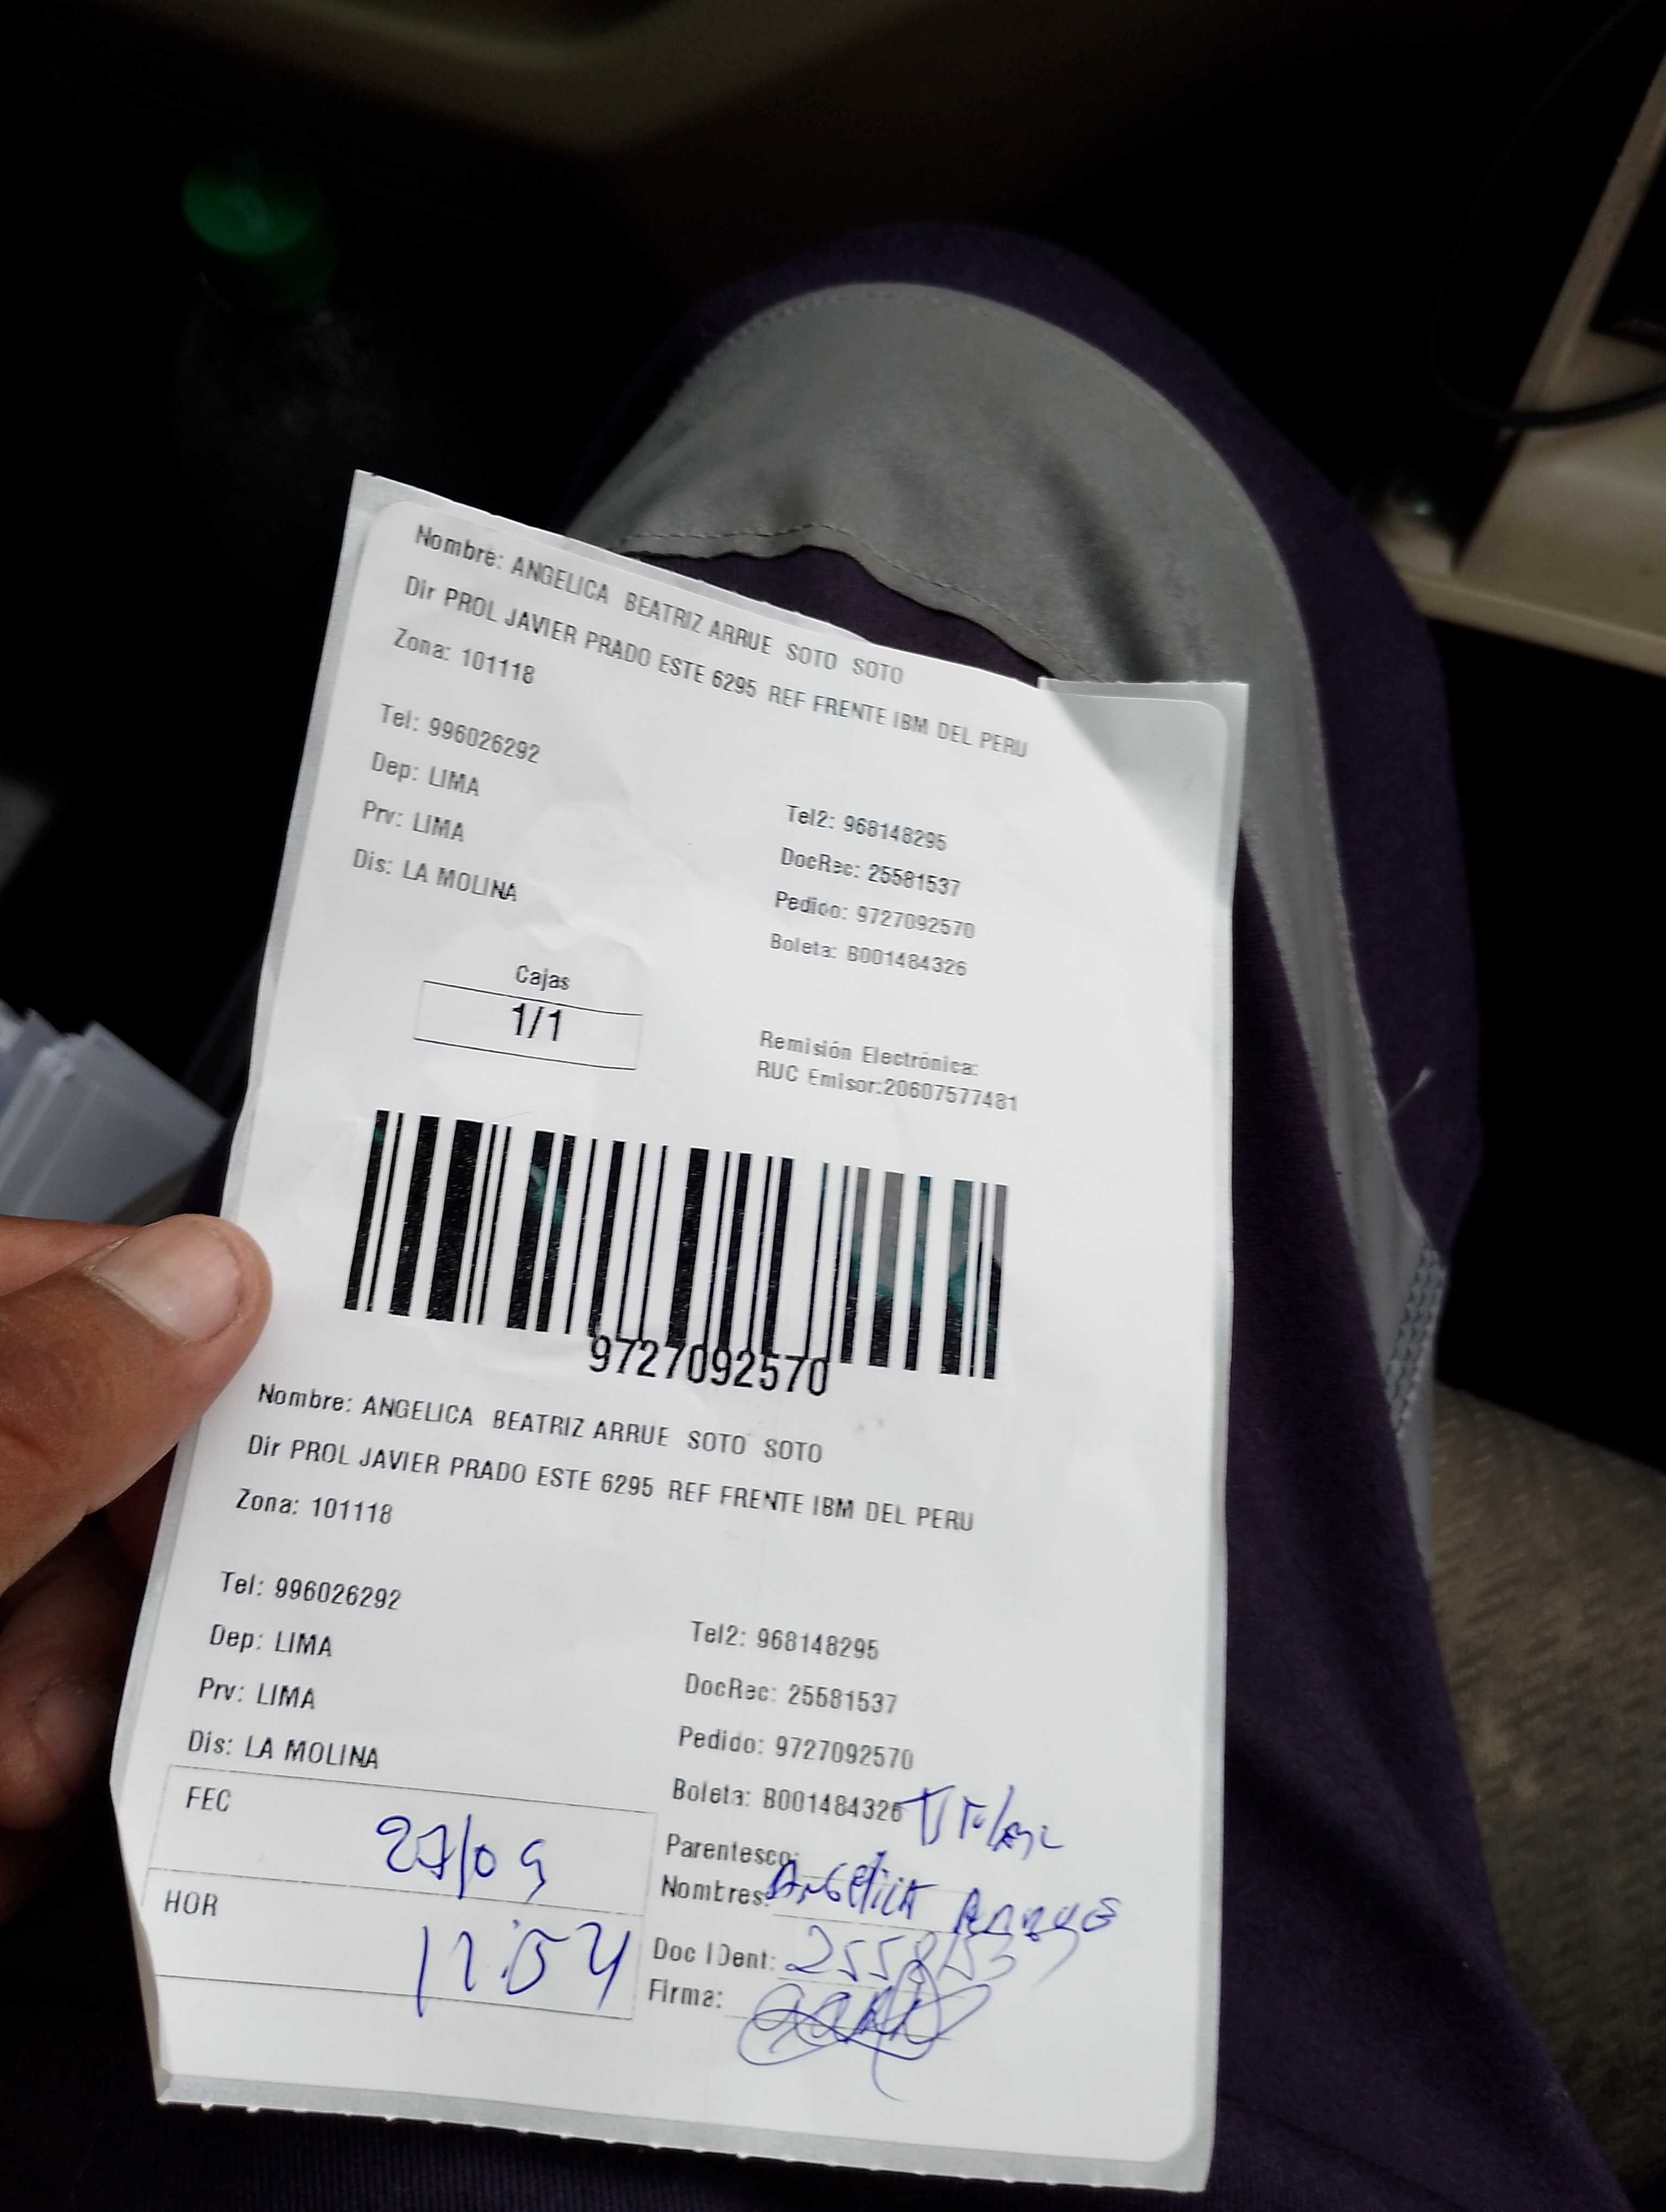 Nombre: ANGELICA BEATRIZ ARRUE SOTO SOTO
Dir PROL JAVIER PRADO ESTE 6295 REF FRENTE IBM DEL PERU
Zona: 101118
Tel: 996026292
Dep: LIMA
Prv: LIMA
Dis: LA MOLINA
Tel2: 968148295
DocRec: 25581537
Pedido: 9727092570
Boleta: B001484326
Cajas
1/1
Remisión Electrónica:
RUC Emisor:20607577481
9727092570
Nombre: ANGELICA BEATRIZ ARRUE SOTO SOTO
Dir PROL JAVIER PRADO ESTE 6295 REF FRENTE IBM DEL PERU
Zona: 101118
Tel: 996026292
Dep: LIMA
Prv: LIMA
Dis: LA MOLINA
Tel2: 968148295
DocRec: 25581537
Pedido: 9727092570
Boleta: B001484326
FEC 27/09
HOR 11:54
Parentesco:
Nombres: Angelica Arrue
Doc IDent: 25581537
Firma: